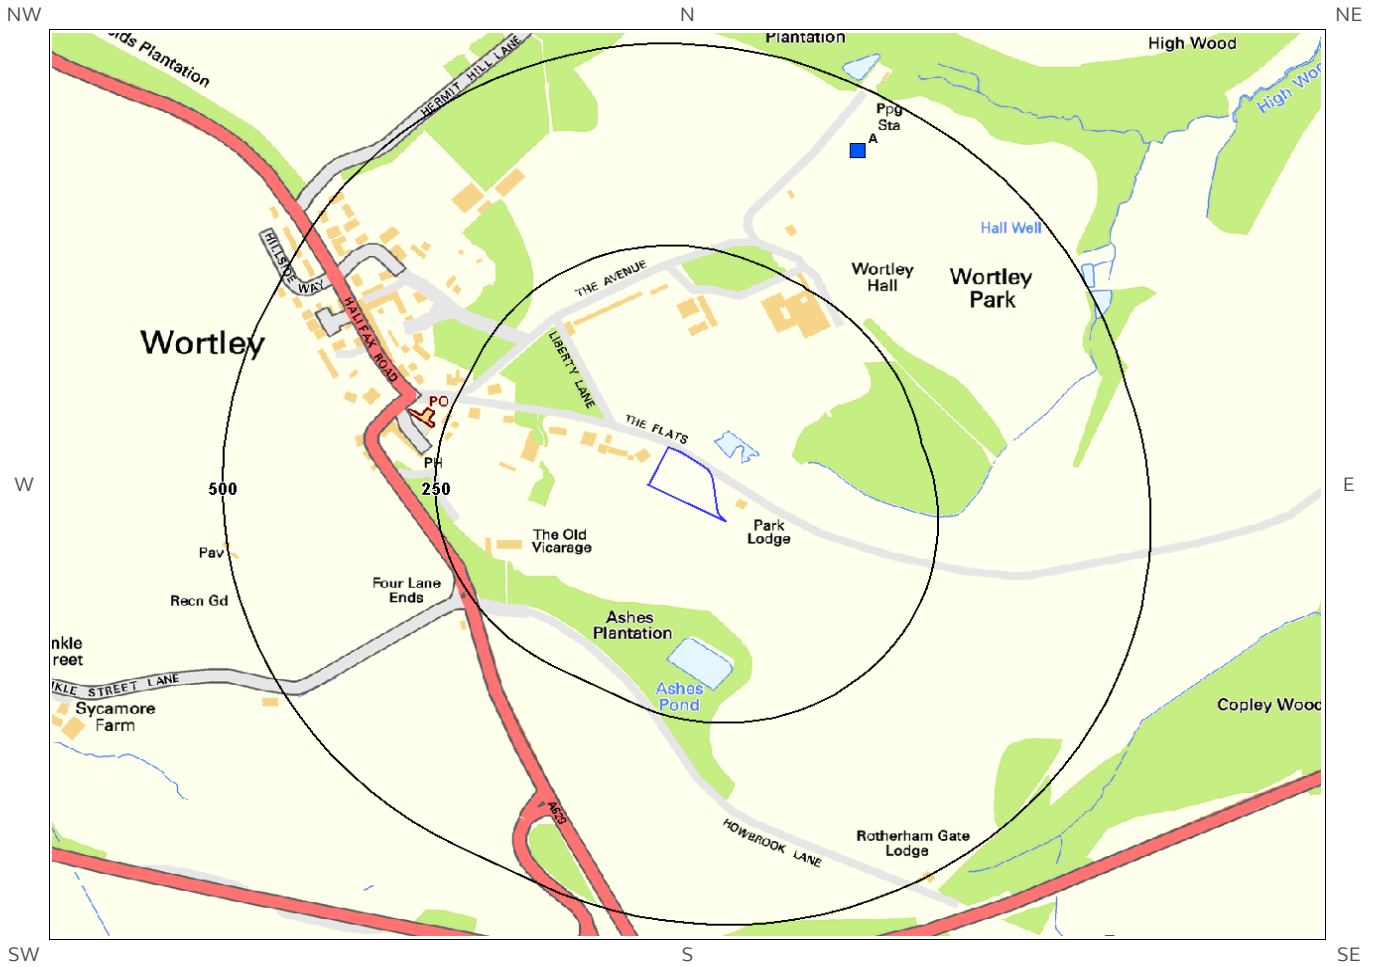 NW
N
NE
olds Plantation
HERMIT HILL LANE
Plantation
High Wood
High Woo
Ppg
Sta
A
Hall Well
HILLSIDE WAY
THE AVENUE
Wortley
Hall
Wortley
Park
Wortley
HALIFAX ROAD
LIBERTY LANE
PO
THE FLATS
PH
W
500
250
E
Park
Lodge
The Old
Vicarage
Pav
Recn Gd
Four Lane
Ends
Ashes
Plantation
nkle
reet
KLE STREET LANE
Ashes
Pond
Sycamore
Farm
Copley Wood
A629
HOWBROOK LANE
Rotherham Gate
Lodge
SW
S
SE